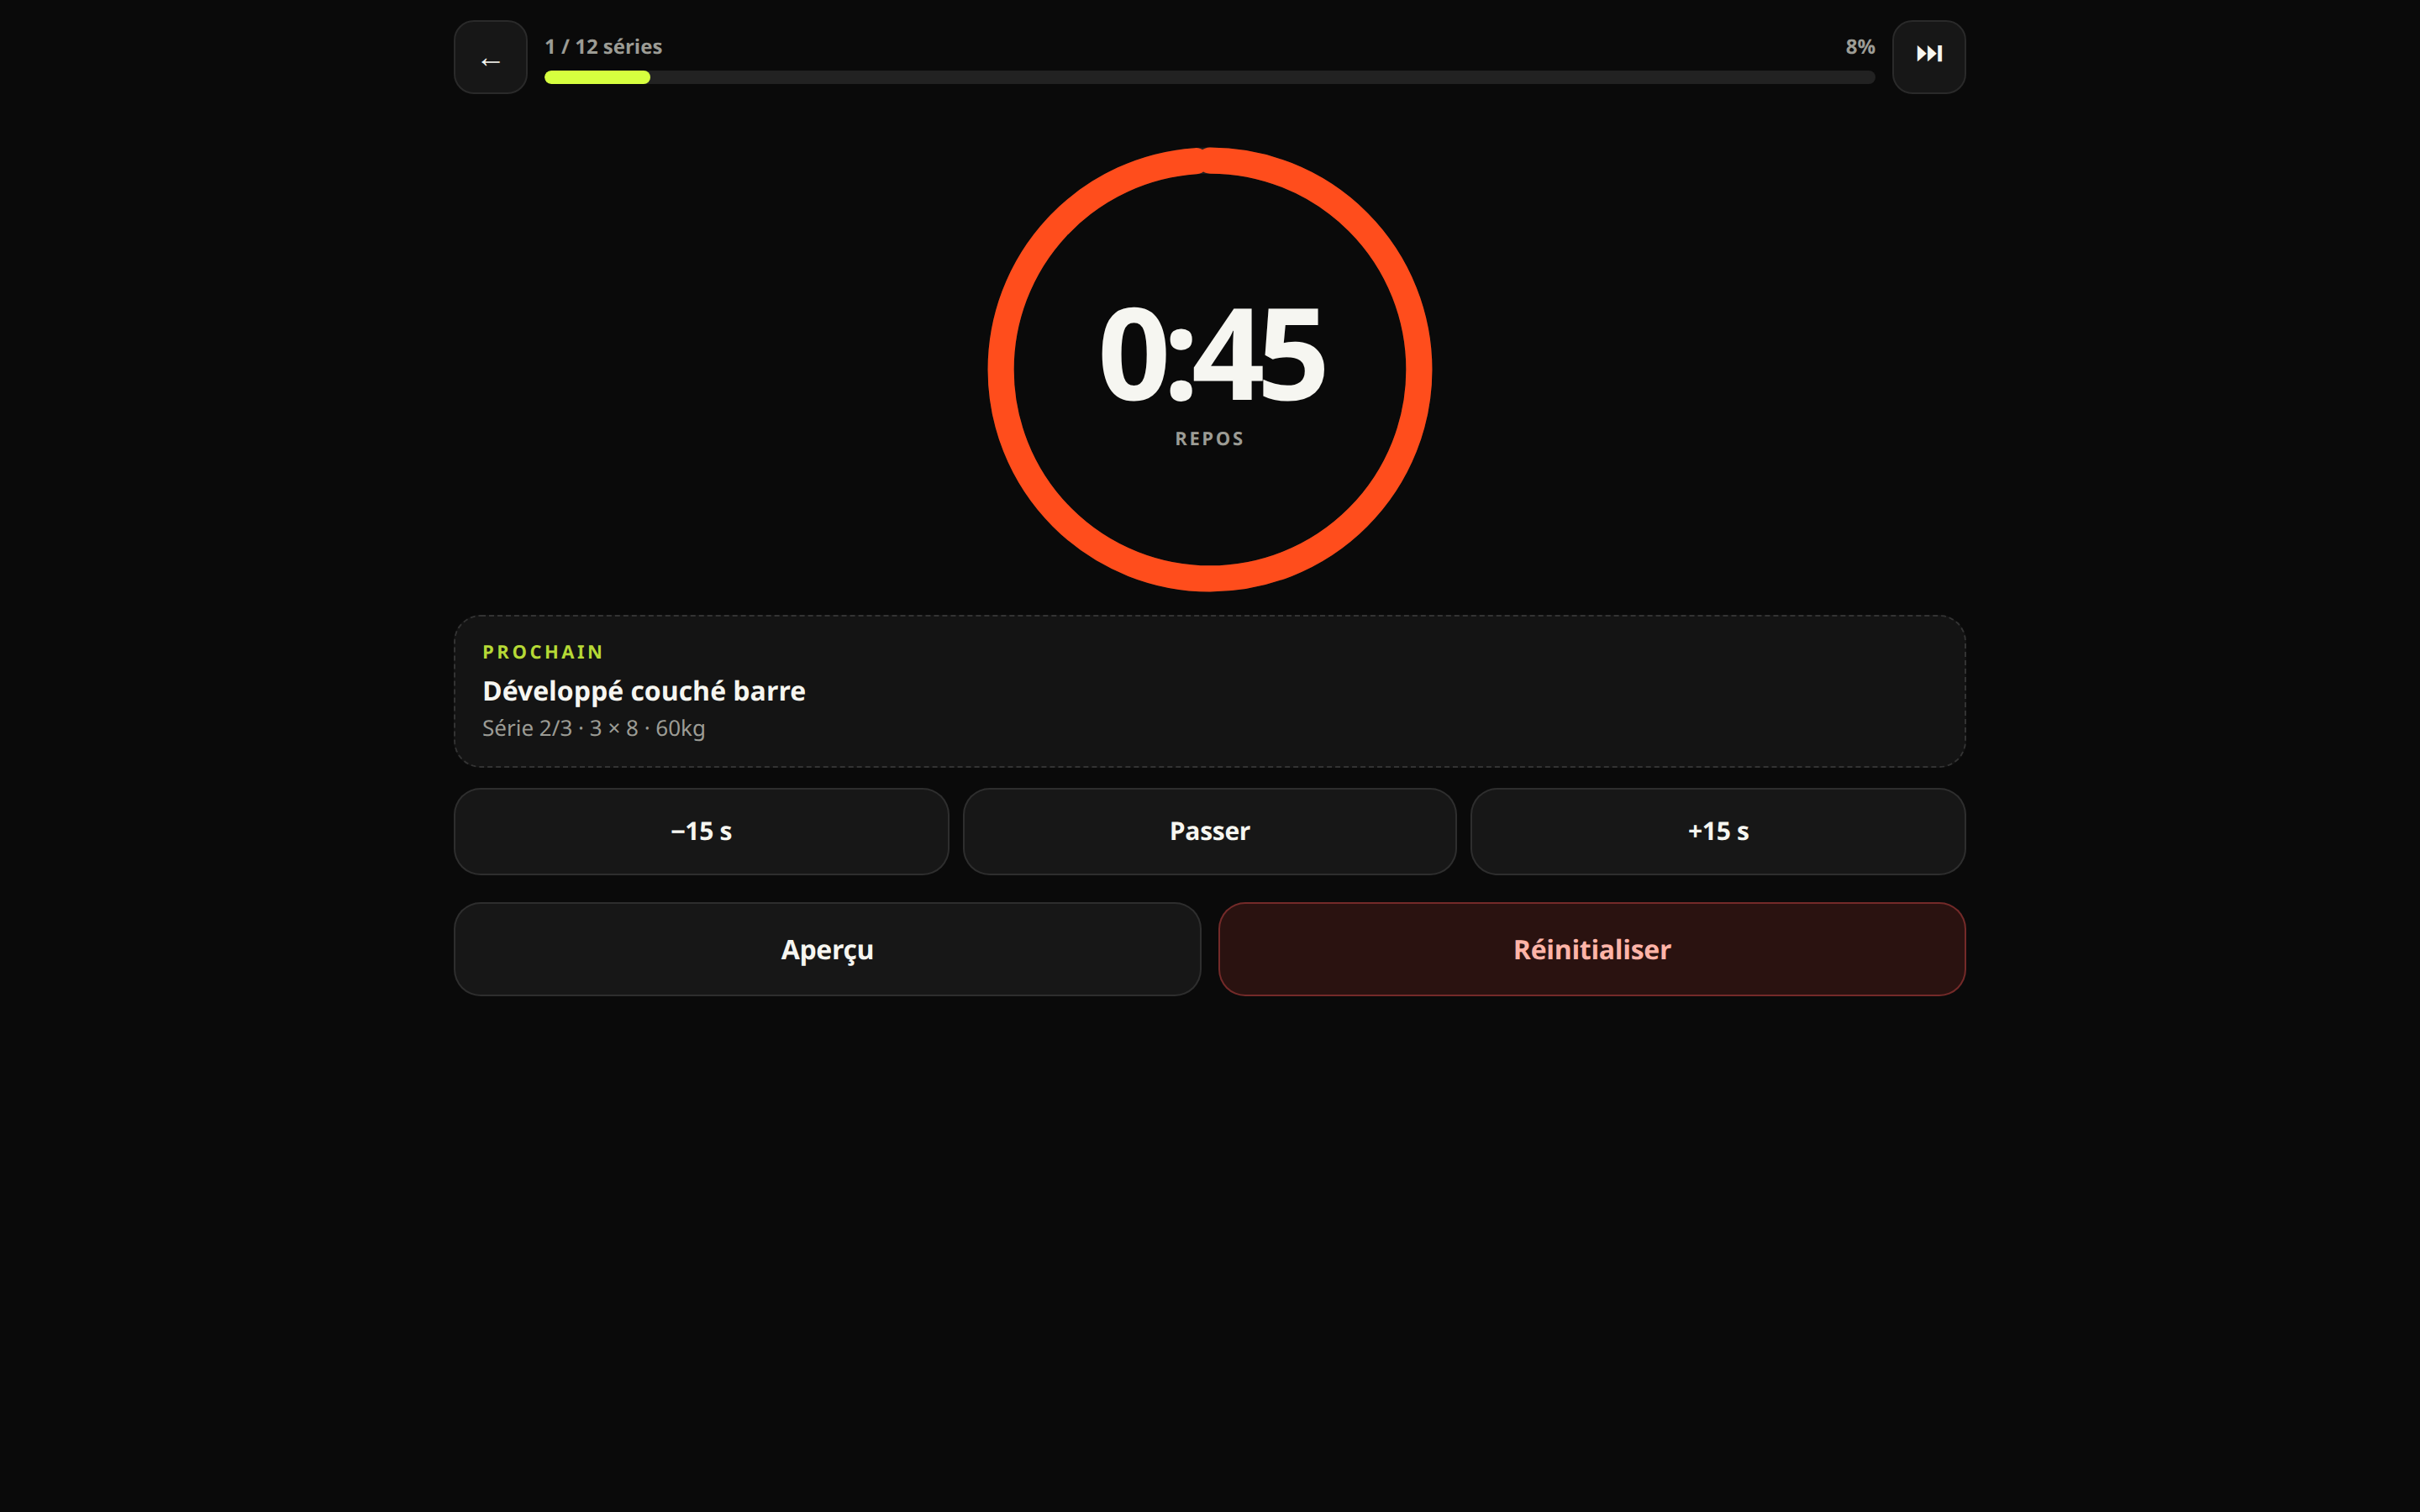 ←
1 / 12 séries
8%
⏭
0:45
REPOS
PROCHAIN
Développé couché barre
Série 2/3 · 3 × 8 · 60kg
−15 s
Passer
+15 s
Aperçu
Réinitialiser